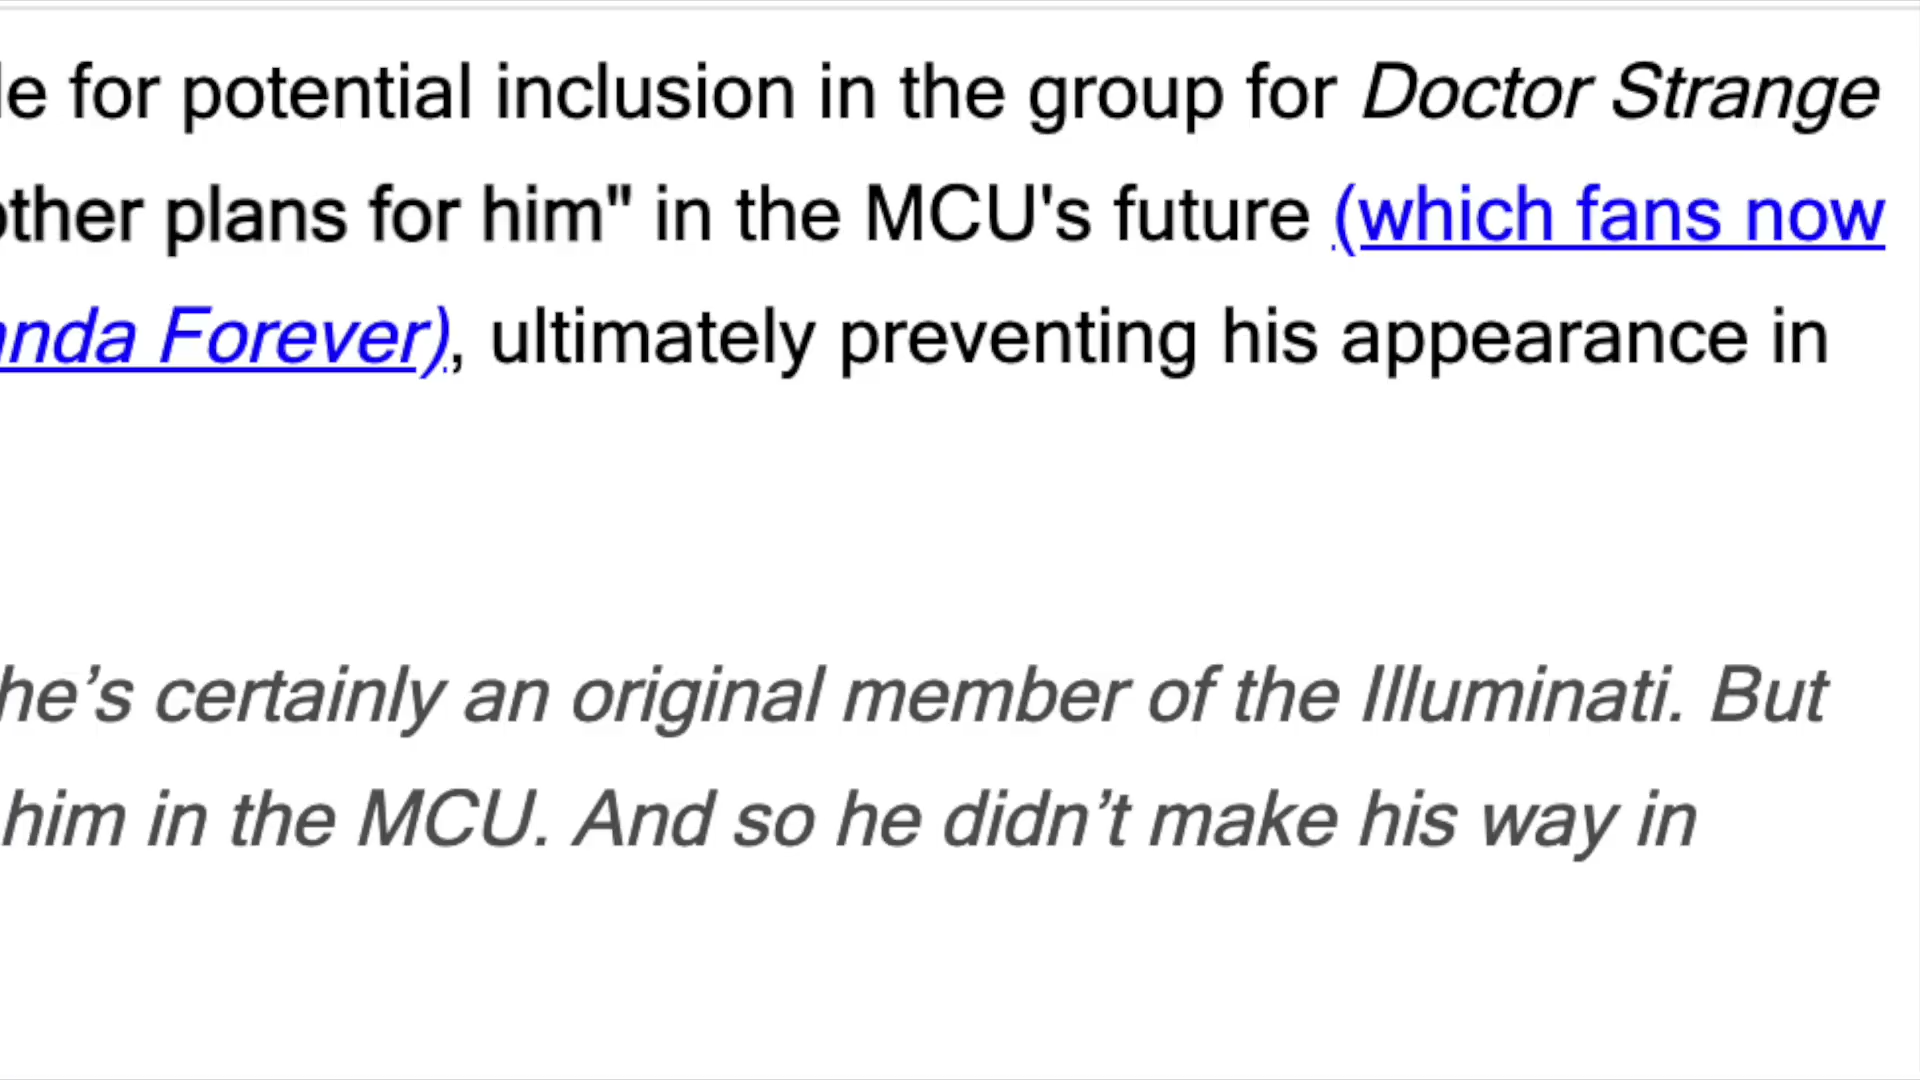 le for potential inclusion in the group for Doctor Strange
other plans for him" in the MCU's future (which fans now
nda Forever), ultimately preventing his appearance in
he’s certainly an original member of the Illuminati. But
him in the MCU. And so he didn’t make his way in